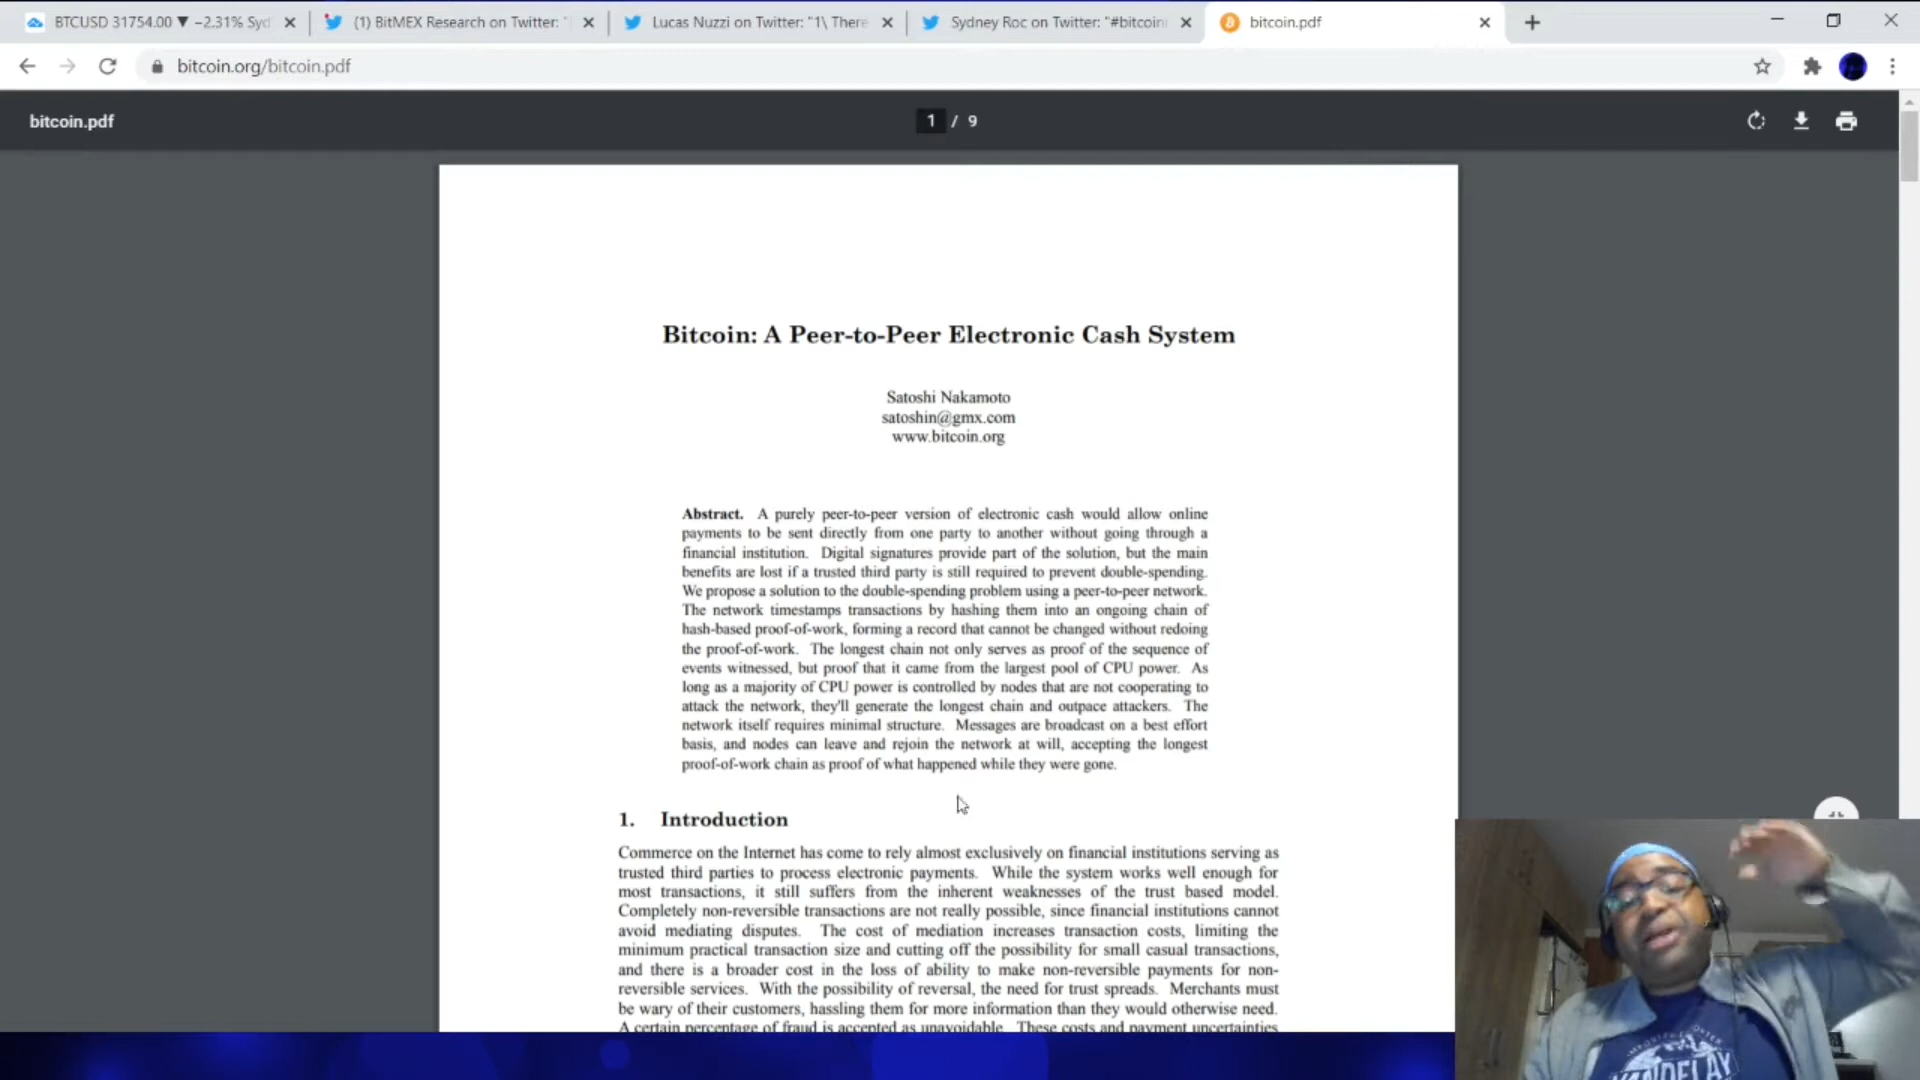 BTCUSD 31754.00 ▼ −2.31% Syd
(1) BitMEX Research on Twitter: "
Lucas Nuzzi on Twitter: "1\ There
Sydney Roc on Twitter: "#bitcoin
bitcoin.pdf
bitcoin.org/bitcoin.pdf
bitcoin.pdf
1 / 9
Bitcoin: A Peer-to-Peer Electronic Cash System
Satoshi Nakamoto
satoshin@gmx.com
www.bitcoin.org
Abstract. A purely peer-to-peer version of electronic cash would allow online
payments to be sent directly from one party to another without going through a
financial institution. Digital signatures provide part of the solution, but the main
benefits are lost if a trusted third party is still required to prevent double-spending.
We propose a solution to the double-spending problem using a peer-to-peer network.
The network timestamps transactions by hashing them into an ongoing chain of
hash-based proof-of-work, forming a record that cannot be changed without redoing
the proof-of-work. The longest chain not only serves as proof of the sequence of
events witnessed, but proof that it came from the largest pool of CPU power. As
long as a majority of CPU power is controlled by nodes that are not cooperating to
attack the network, they'll generate the longest chain and outpace attackers. The
network itself requires minimal structure. Messages are broadcast on a best effort
basis, and nodes can leave and rejoin the network at will, accepting the longest
proof-of-work chain as proof of what happened while they were gone.
1. Introduction
Commerce on the Internet has come to rely almost exclusively on financial institutions serving as
trusted third parties to process electronic payments. While the system works well enough for
most transactions, it still suffers from the inherent weaknesses of the trust based model.
Completely non-reversible transactions are not really possible, since financial institutions cannot
avoid mediating disputes. The cost of mediation increases transaction costs, limiting the
minimum practical transaction size and cutting off the possibility for small casual transactions,
and there is a broader cost in the loss of ability to make non-reversible payments for non-
reversible services. With the possibility of reversal, the need for trust spreads. Merchants must
be wary of their customers, hassling them for more information than they would otherwise need.
A certain percentage of fraud is accepted as unavoidable. These costs and payment uncertainties
VANDELAY